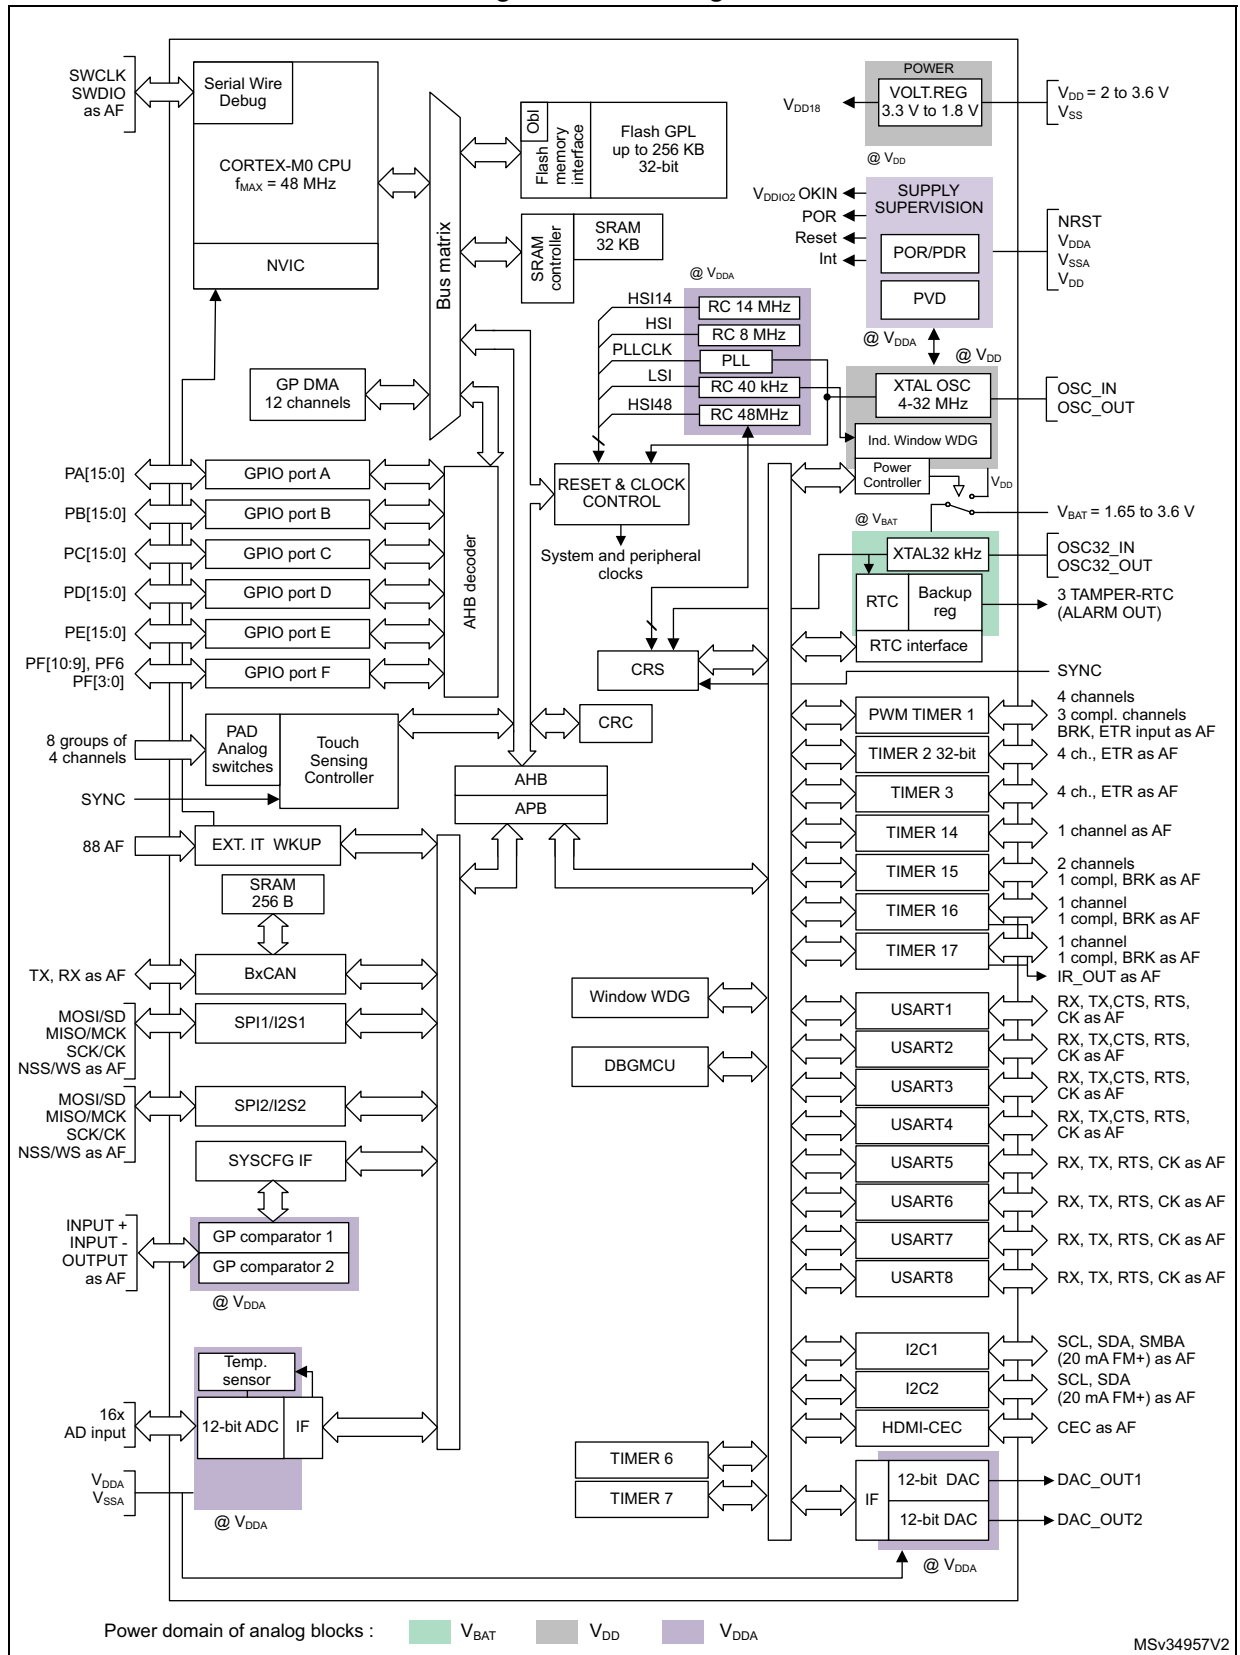 SWCLK
SWDIO
as AF
Serial Wire
Debug
CORTEX-M0 CPU
fMAX = 48 MHz
NVIC
Bus matrix
Obl
Flash
memory
interface
Flash GPL
up to 256 KB
32-bit
SRAM
controller
SRAM
32 KB
POWER
VOLT.REG
3.3 V to 1.8 V
VDD18
VDD = 2 to 3.6 V
VSS
@ VDD
VDDIO2 OKIN
POR
Reset
Int
SUPPLY
SUPERVISION
POR/PDR
PVD
NRST
VDDA
VSSA
VDD
@ VDDA
@ VDDA
@ VDD
HSI14
HSI
PLLCLK
LSI
HSI48
RC 14 MHz
RC 8 MHz
PLL
RC 40 kHz
RC 48MHz
XTAL OSC
4-32 MHz
OSC_IN
OSC_OUT
Ind. Window WDG
Power
Controller
VDD
VBAT = 1.65 to 3.6 V
@ VBAT
GP DMA
12 channels
PA[15:0]
GPIO port A
PB[15:0]
GPIO port B
PC[15:0]
GPIO port C
PD[15:0]
GPIO port D
PE[15:0]
GPIO port E
PF[10:9], PF6
PF[3:0]
GPIO port F
AHB decoder
RESET & CLOCK
CONTROL
System and peripheral
clocks
XTAL32 kHz
OSC32_IN
OSC32_OUT
RTC
Backup
reg
3 TAMPER-RTC
(ALARM OUT)
RTC interface
CRS
SYNC
8 groups of
4 channels
PAD
Analog
switches
Touch
Sensing
Controller
SYNC
CRC
AHB
APB
88 AF
EXT. IT WKUP
SRAM
256 B
TX, RX as AF
BxCAN
MOSI/SD
MISO/MCK
SCK/CK
NSS/WS as AF
SPI1/I2S1
MOSI/SD
MISO/MCK
SCK/CK
NSS/WS as AF
SPI2/I2S2
SYSCFG IF
INPUT +
INPUT -
OUTPUT
as AF
GP comparator 1
GP comparator 2
@ VDDA
Temp.
sensor
16x
AD input
12-bit ADC
IF
VDDA
VSSA
@ VDDA
Window WDG
DBGMCU
TIMER 6
TIMER 7
PWM TIMER 1
4 channels
3 compl. channels
BRK, ETR input as AF
TIMER 2 32-bit
4 ch., ETR as AF
TIMER 3
4 ch., ETR as AF
TIMER 14
1 channel as AF
TIMER 15
2 channels
1 compl, BRK as AF
TIMER 16
1 channel
1 compl, BRK as AF
TIMER 17
1 channel
1 compl, BRK as AF
IR_OUT as AF
USART1
RX, TX,CTS, RTS,
CK as AF
USART2
RX, TX,CTS, RTS,
CK as AF
USART3
RX, TX,CTS, RTS,
CK as AF
USART4
RX, TX,CTS, RTS,
CK as AF
USART5
RX, TX, RTS, CK as AF
USART6
RX, TX, RTS, CK as AF
USART7
RX, TX, RTS, CK as AF
USART8
RX, TX, RTS, CK as AF
I2C1
SCL, SDA, SMBA
(20 mA FM+) as AF
I2C2
SCL, SDA
(20 mA FM+) as AF
HDMI-CEC
CEC as AF
IF
12-bit DAC
DAC_OUT1
12-bit DAC
DAC_OUT2
@ VDDA
Power domain of analog blocks :
VBAT
VDD
VDDA
MSv34957V2